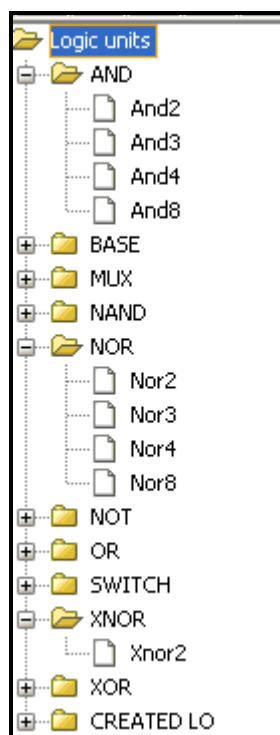 Logic units
AND
And2
And3
And4
And8
BASE
MUX
NAND
NOR
Nor2
Nor3
Nor4
Nor8
NOT
OR
SWITCH
XNOR
Xnor2
XOR
CREATED LO